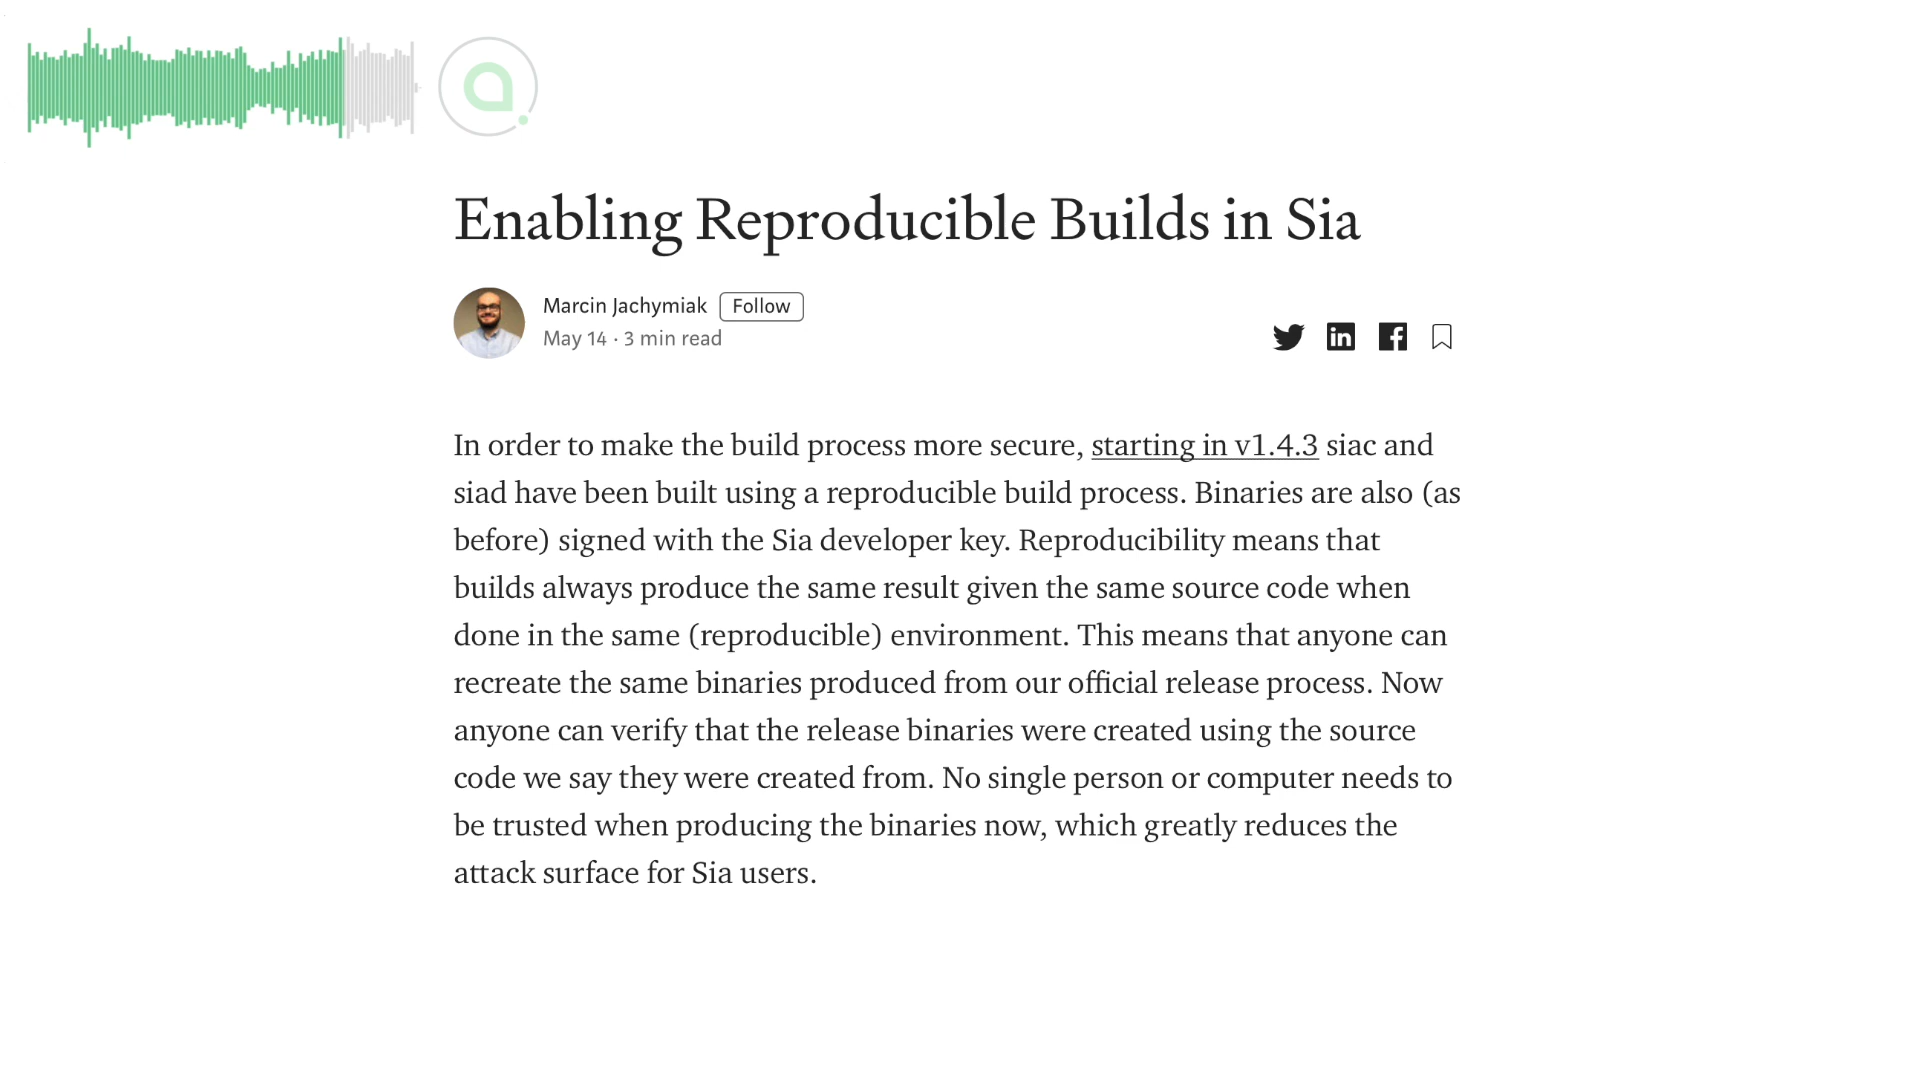 Enabling Reproducible Builds in Sia
Marcin Jachymiak Follow
May 14 · 3 min read
In order to make the build process more secure, starting in v1.4.3 siac and
siad have been built using a reproducible build process. Binaries are also (as
before) signed with the Sia developer key. Reproducibility means that
builds always produce the same result given the same source code when
done in the same (reproducible) environment. This means that anyone can
recreate the same binaries produced from our official release process. Now
anyone can verify that the release binaries were created using the source
code we say they were created from. No single person or computer needs to
be trusted when producing the binaries now, which greatly reduces the
attack surface for Sia users.